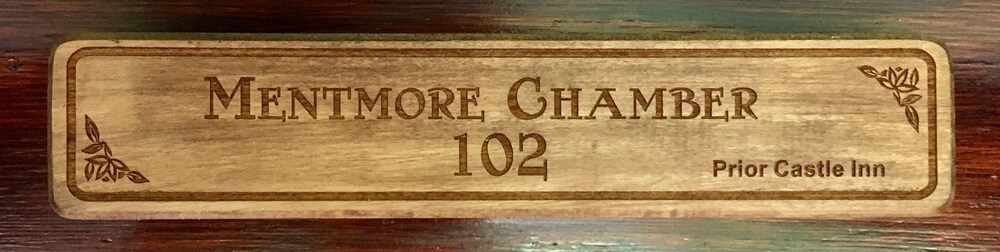 Mentmore Chamber
102
Prior Castle Inn